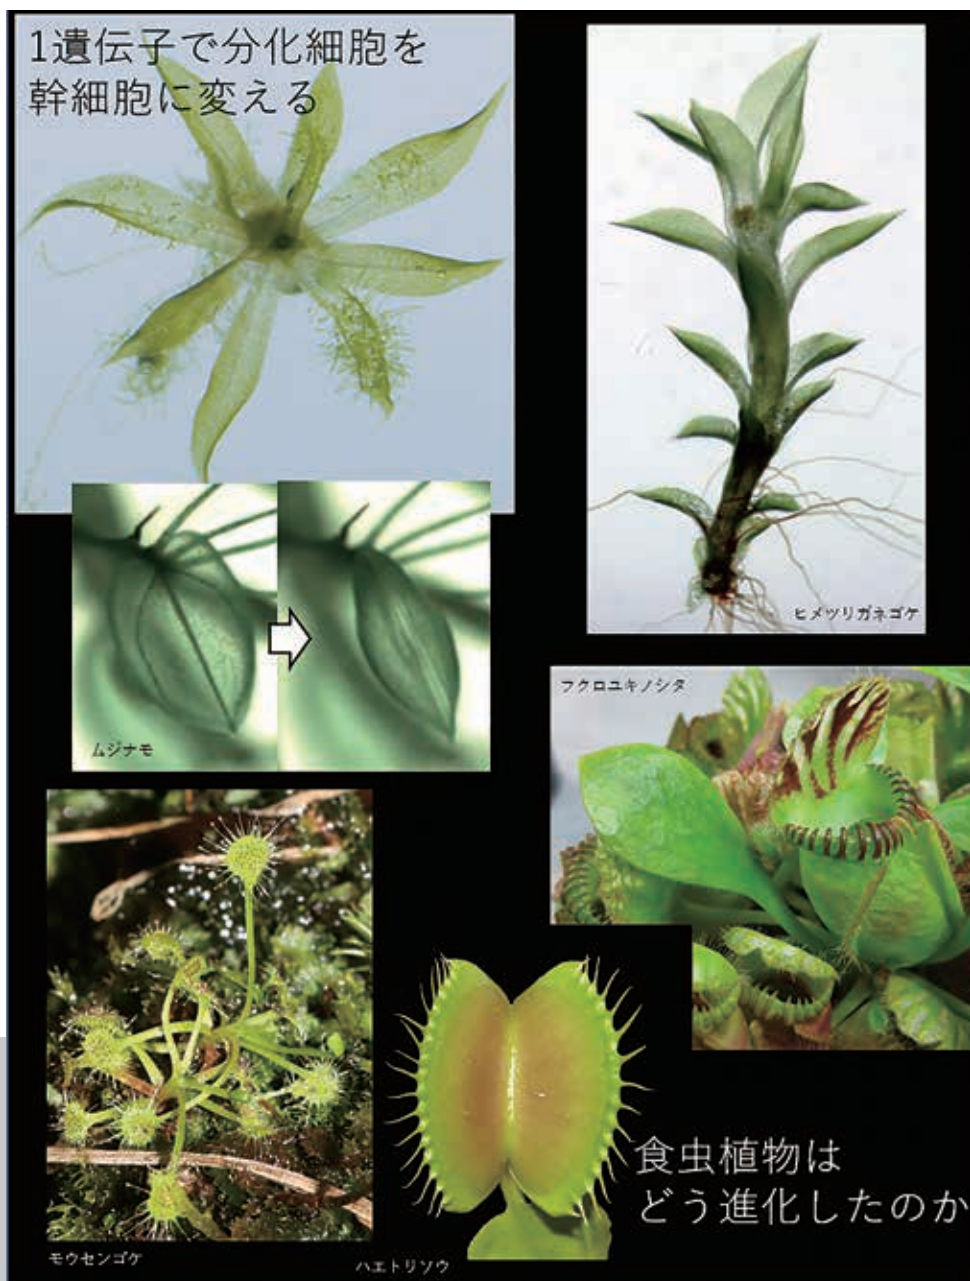 1遺伝子で分化細胞を
幹細胞に変える
ヒメツリガネゴケ
フクロユキノシタ
ムジナモ
食虫植物は
どう進化したのか
モウセンゴケ
ハエトリソウ